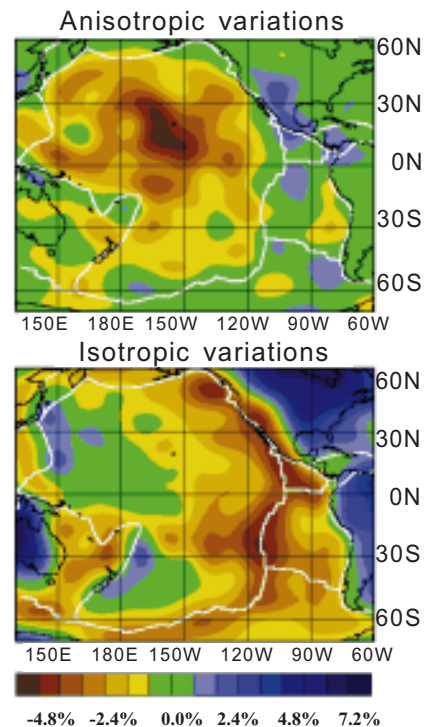 Anisotropic variations
60N
30N
0N
30S
60S
150E 180E 150W 120W 90W 60W
Isotropic variations
60N
30N
0N
30S
60S
150E 180E 150W 120W 90W 60W
-4.8% -2.4% 0.0% 2.4% 4.8% 7.2%